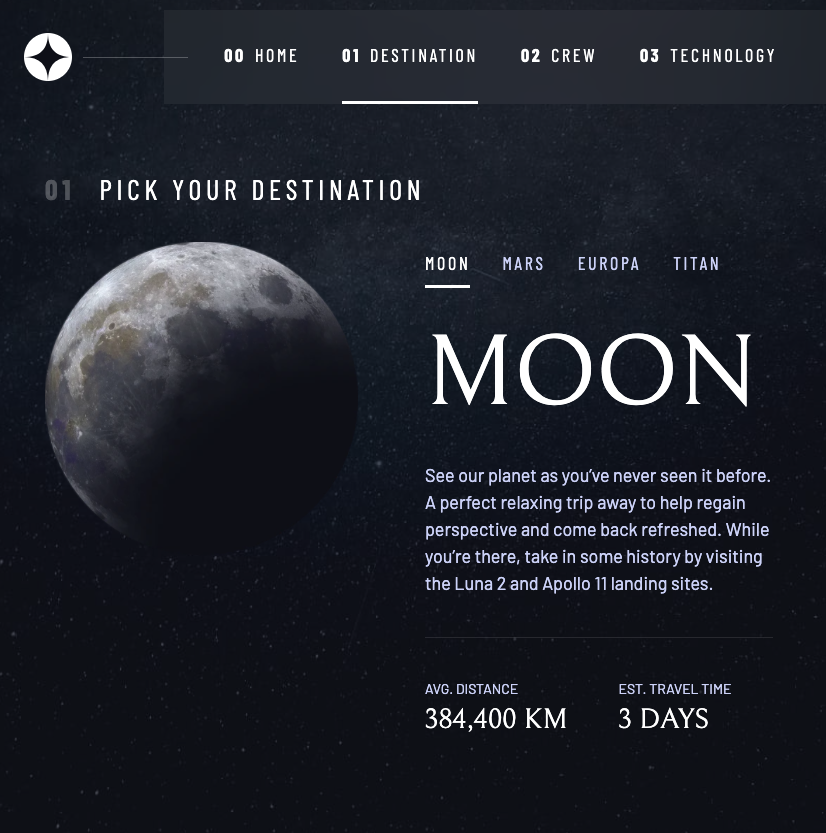 00 HOME 01 DESTINATION 02 CREW 03 TECHNOLOGY
01 PICK YOUR DESTINATION
MOON MARS EUROPA TITAN
MOON
See our planet as you’ve never seen it before.
A perfect relaxing trip away to help regain
perspective and come back refreshed. While
you’re there, take in some history by visiting
the Luna 2 and Apollo 11 landing sites.
AVG. DISTANCE EST. TRAVEL TIME
384,400 KM 3 DAYS